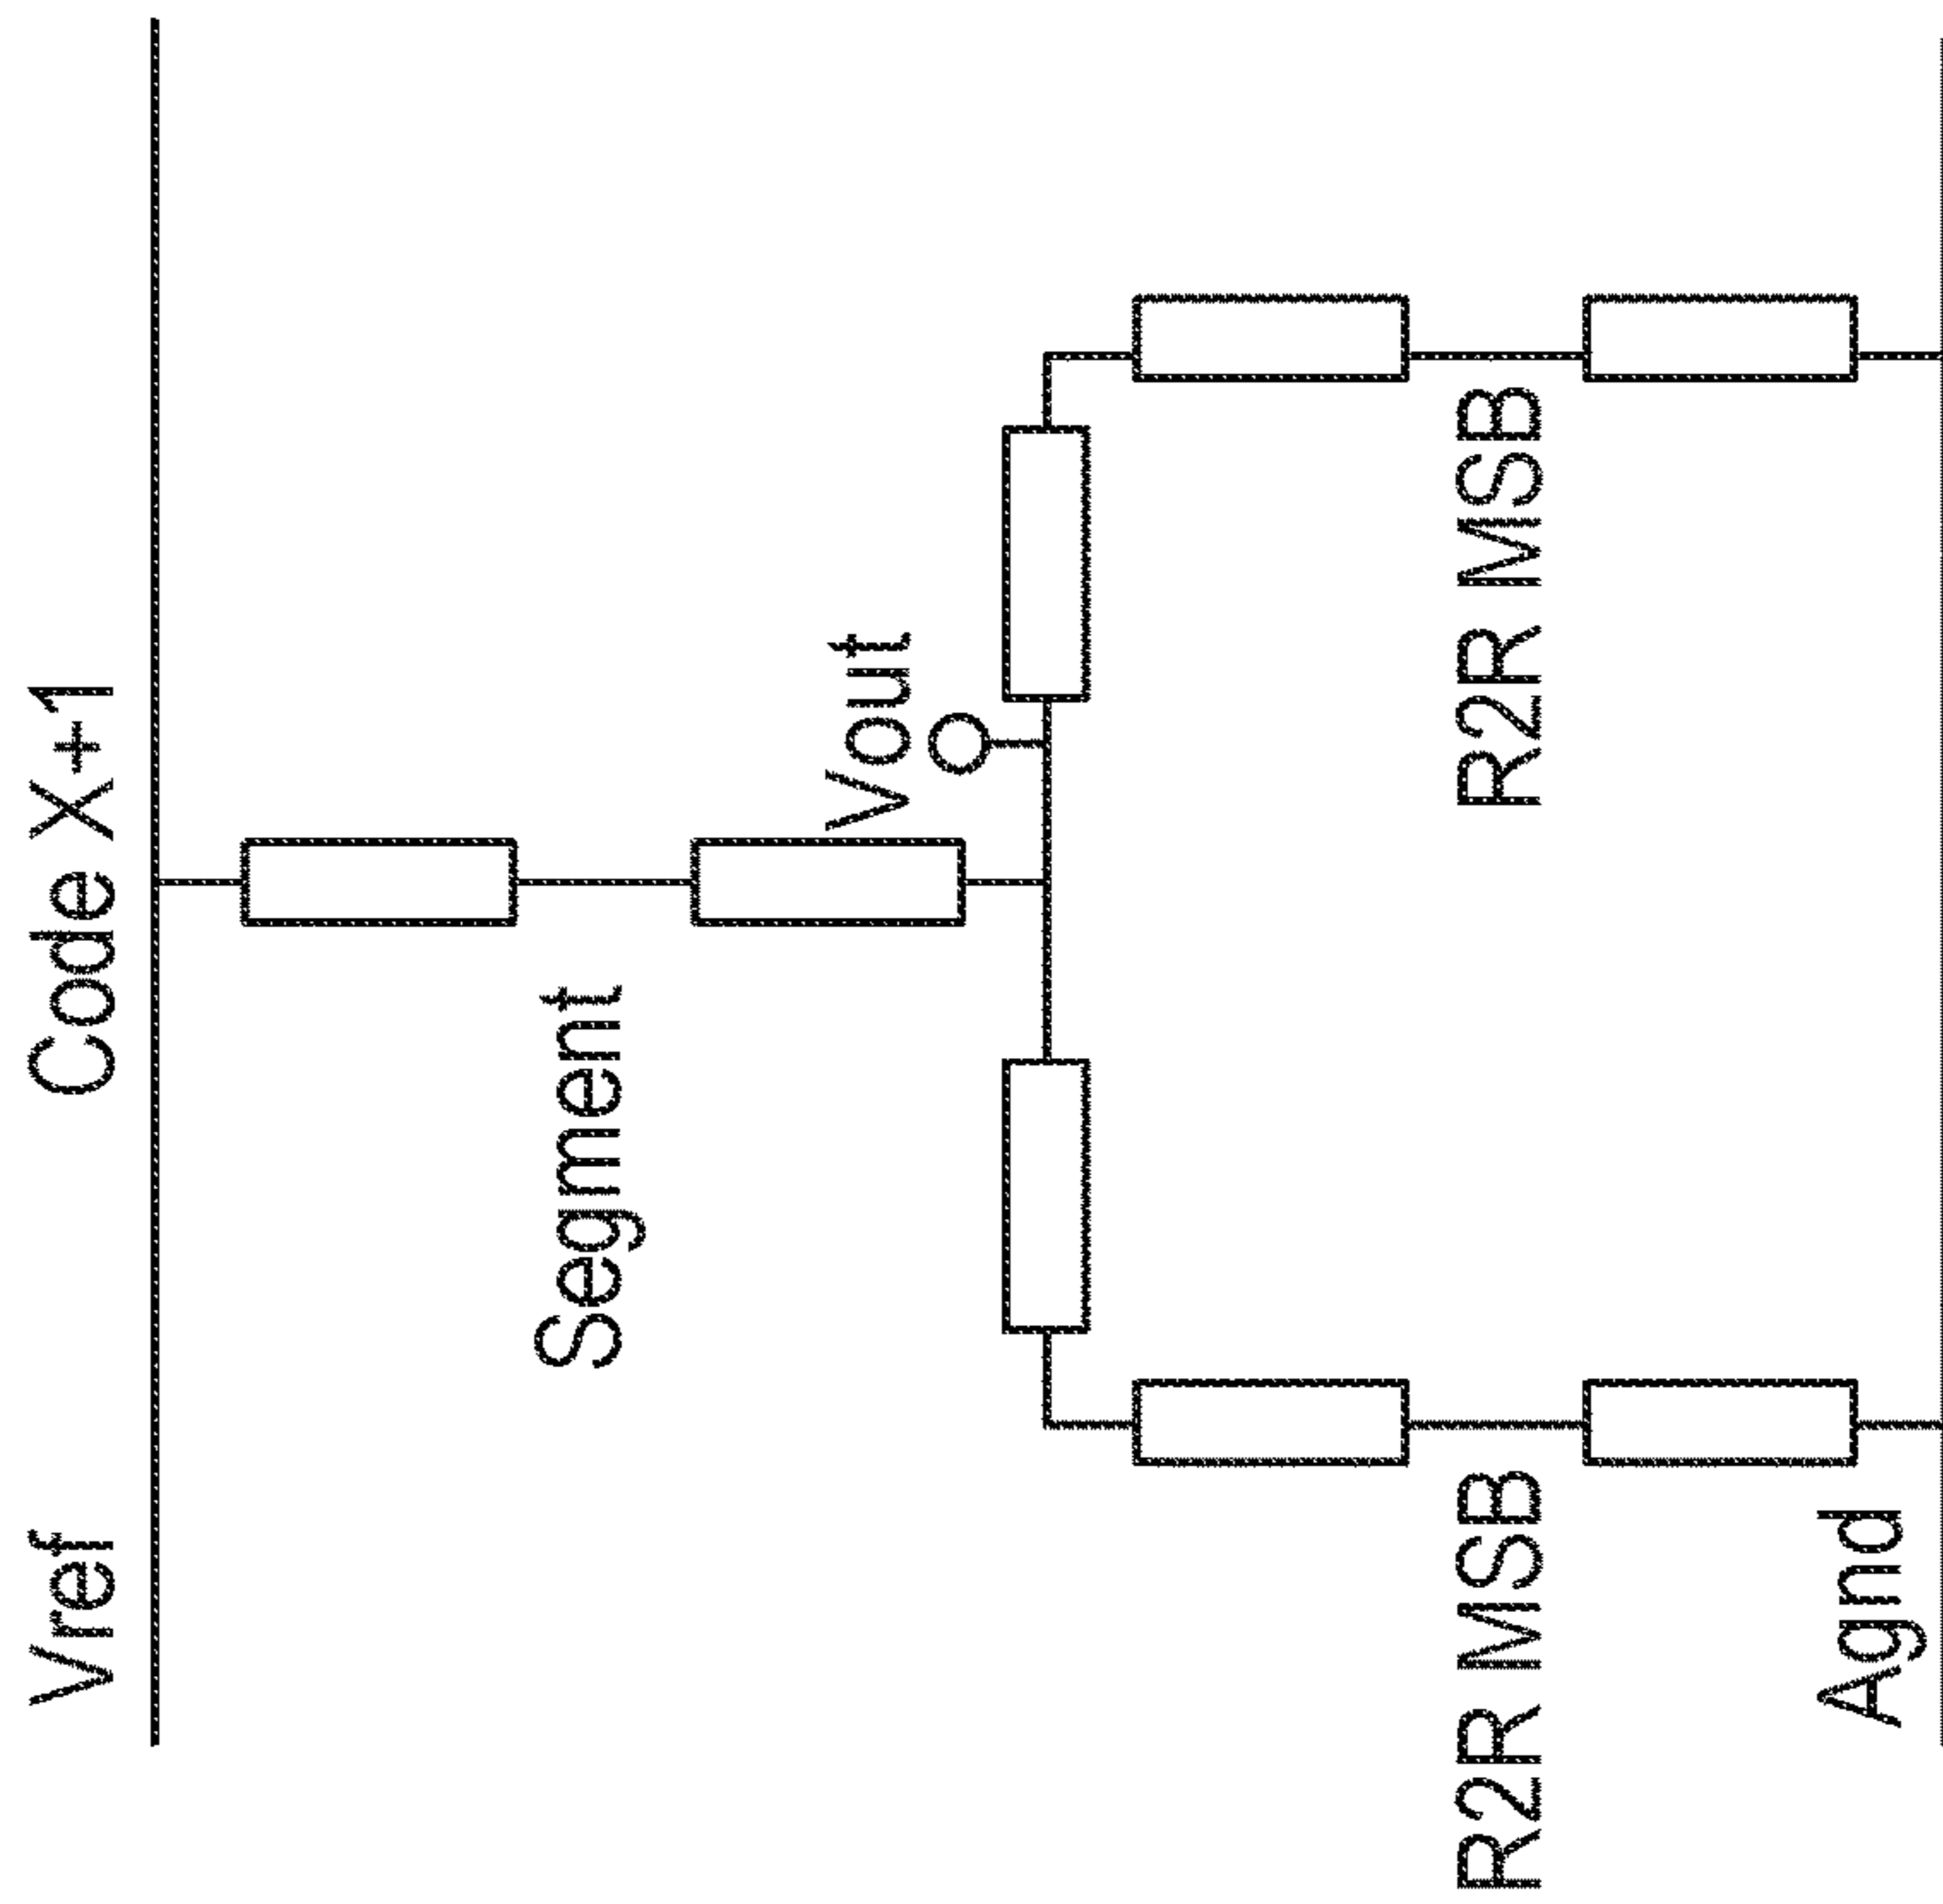 Vref
Code X+1
Segment
Vout
R2R MSB
R2R MSB
Agnd